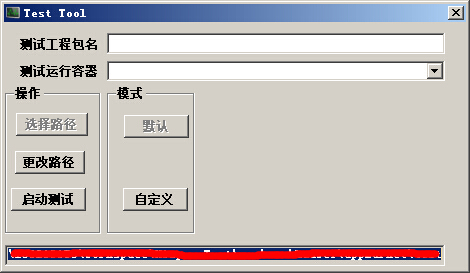 Test Tool
测试工程包名
测试运行容器
操作
模式
选择路径
默认
更改路径
启动测试
自定义